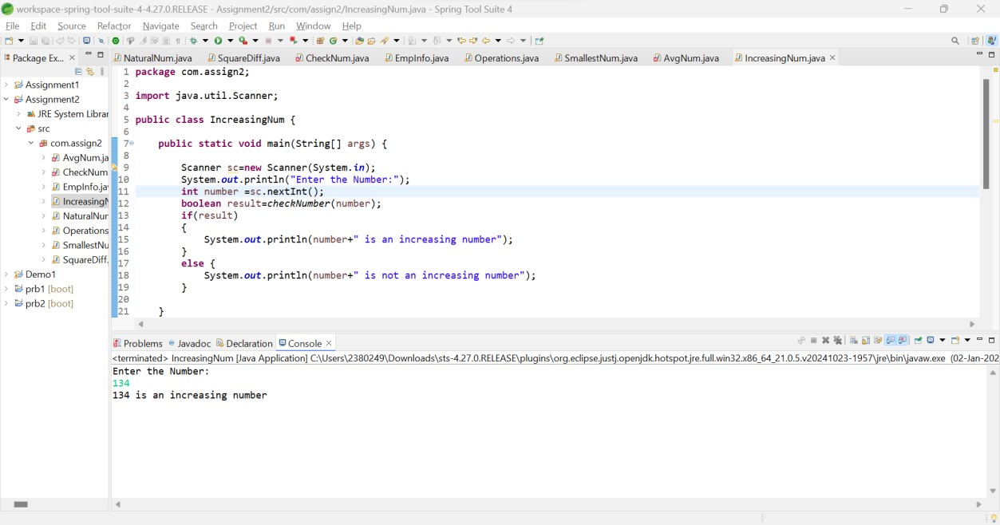 workspace-spring-tool-suite-4-4.27.0.RELEASE - Assignment2/src/com/assign2/IncreasingNum.java - Spring Tool Suite 4
File Edit Source Refactor Navigate Search Project Run Window Help
Package Ex...
NaturalNum.java SquareDiff.java CheckNum.java EmpInfo.java Operations.java SmallestNum.java AvgNum.java IncreasingNum.java
Assignment1
Assignment2
JRE System Librar
src
com.assign2
AvgNum.ja
CheckNum
EmpInfo.jav
IncreasingN
NaturalNur
Operations
SmallestNu
SquareDiff.
Demo1
prb1 [boot]
prb2 [boot]
1 package com.assign2;
2
3 import java.util.Scanner;
4
5 public class IncreasingNum {
6
7 public static void main(String[] args) {
8
9 Scanner sc=new Scanner(System.in);
10 System.out.println("Enter the Number:");
11 int number =sc.nextInt();
12 boolean result=checkNumber(number);
13 if(result)
14 {
15 System.out.println(number+" is an increasing number");
16 }
17 else {
18 System.out.println(number+" is not an increasing number");
19 }
20
21 }
Problems Javadoc Declaration Console
<terminated> IncreasingNum [Java Application] C:\Users\2380249\Downloads\sts-4.27.0.RELEASE\plugins\org.eclipse.justj.openjdk.hotspot.jre.full.win32.x86_64_21.0.5.v20241023-1957\jre\bin\javaw.exe (02-Jan-202
Enter the Number:
134
134 is an increasing number